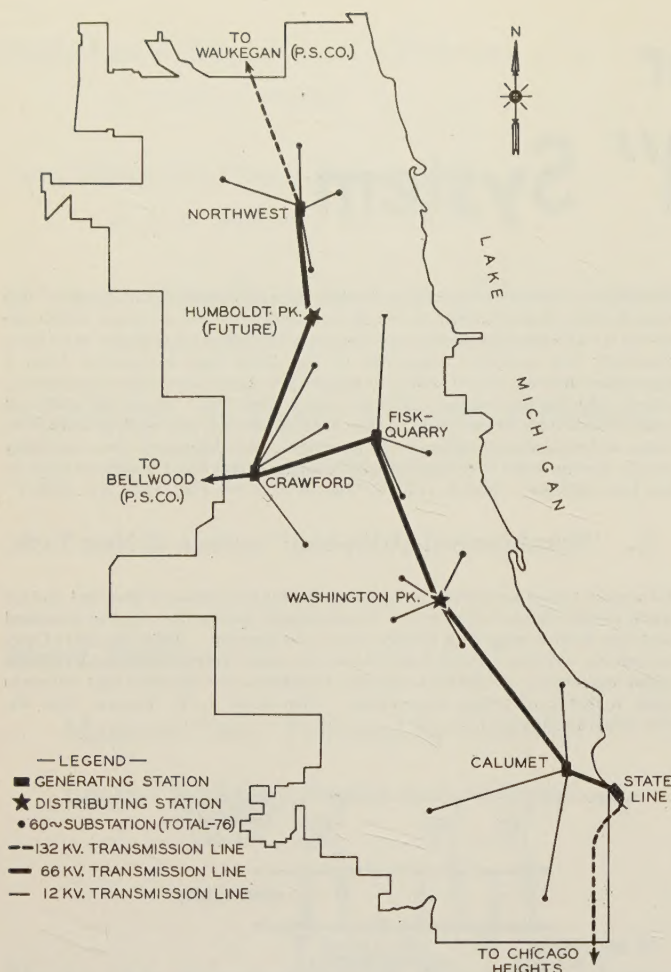 TO
WAUKEGAN (P.S.CO.)
N
NORTHWEST
LAKE
HUMBOLDT PK.
(FUTURE)
MICHIGAN
FISK-
QUARRY
TO
BELLWOOD
(P.S.CO.)
CRAWFORD
WASHINGTON PK.
CALUMET
STATE
LINE
—LEGEND—
GENERATING STATION
DISTRIBUTING STATION
60~SUBSTATION (TOTAL-76)
132 KV. TRANSMISSION LINE
66 KV. TRANSMISSION LINE
12 KV. TRANSMISSION LINE
TO CHICAGO
HEIGHTS